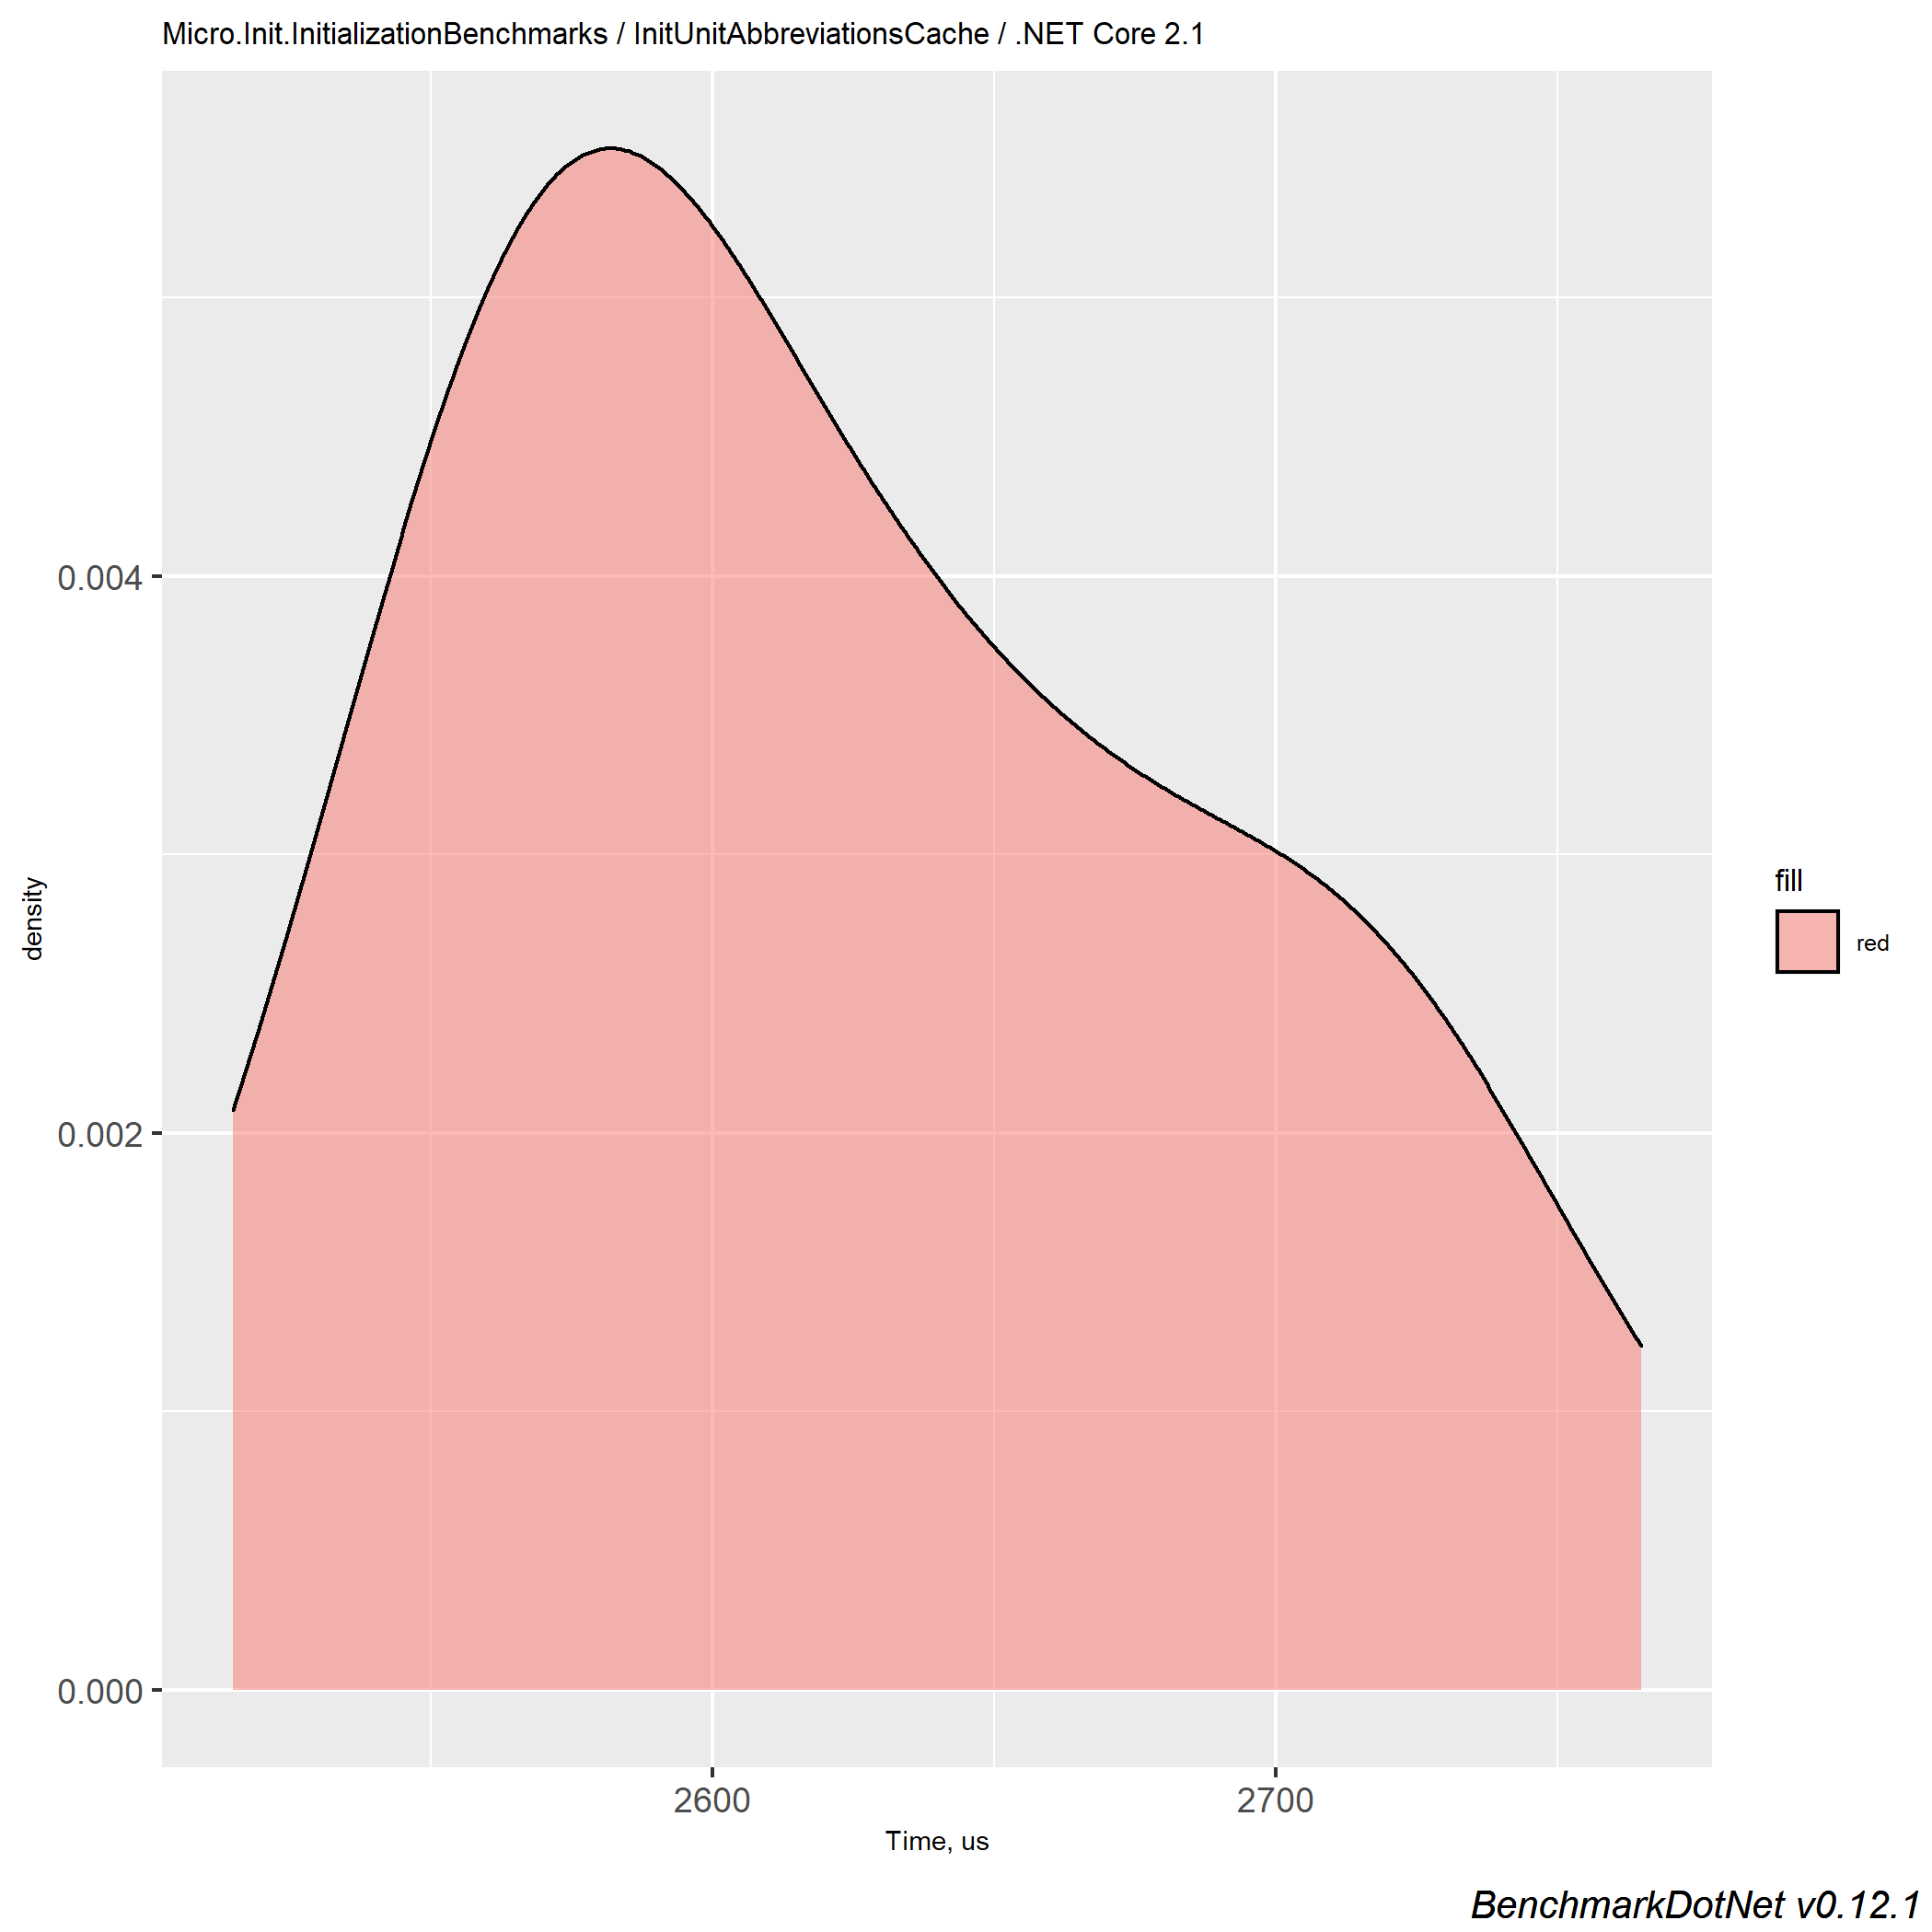 Micro.Init.InitializationBenchmarks / InitUnitAbbreviationsCache / .NET Core 2.1
0.004
0.002
0.000
density
2600
2700
Time, us
fill
red
BenchmarkDotNet v0.12.1